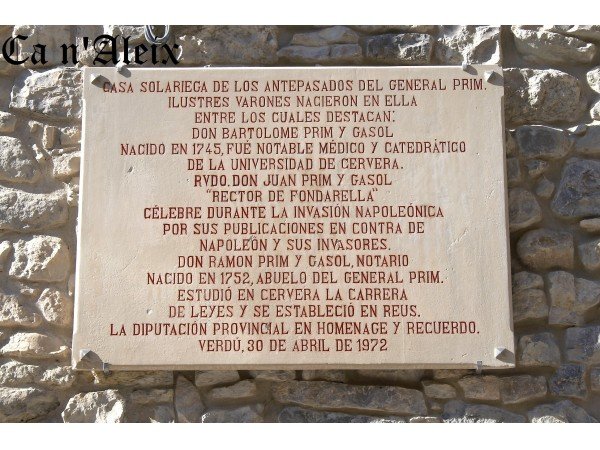 Ca n'Aleix
CASA SOLARIEGA DE LOS ANTEPASADOS DEL GENERAL PRIM.
ILUSTRES VARONES NACIERON EN ELLA
ENTRE LOS CUALES DESTACAN:
DON BARTOLOME PRIM Y GASOL
NACIDO EN 1745, FUÉ NOTABLE MÉDICO Y CATEDRÁTICO
DE LA UNIVERSIDAD DE CERVERA.
RVDO. DON JUAN PRIM Y GASOL
"RECTOR DE FONDARELLA"
CÉLEBRE DURANTE LA INVASIÓN NAPOLEÓNICA
POR SUS PUBLICACIONES EN CONTRA DE
NAPOLEÓN Y SUS INVASORES.
DON RAMON PRIM Y GASOL, NOTARIO
NACIDO EN 1752, ABUELO DEL GENERAL PRIM.
ESTUDIÓ EN CERVERA LA CARRERA
DE LEYES Y SE ESTABLECIÓ EN REUS.
LA DIPUTACIÓN PROVINCIAL EN HOMENAGE Y RECUERDO.
VERDÚ, 30 DE ABRIL DE 1972